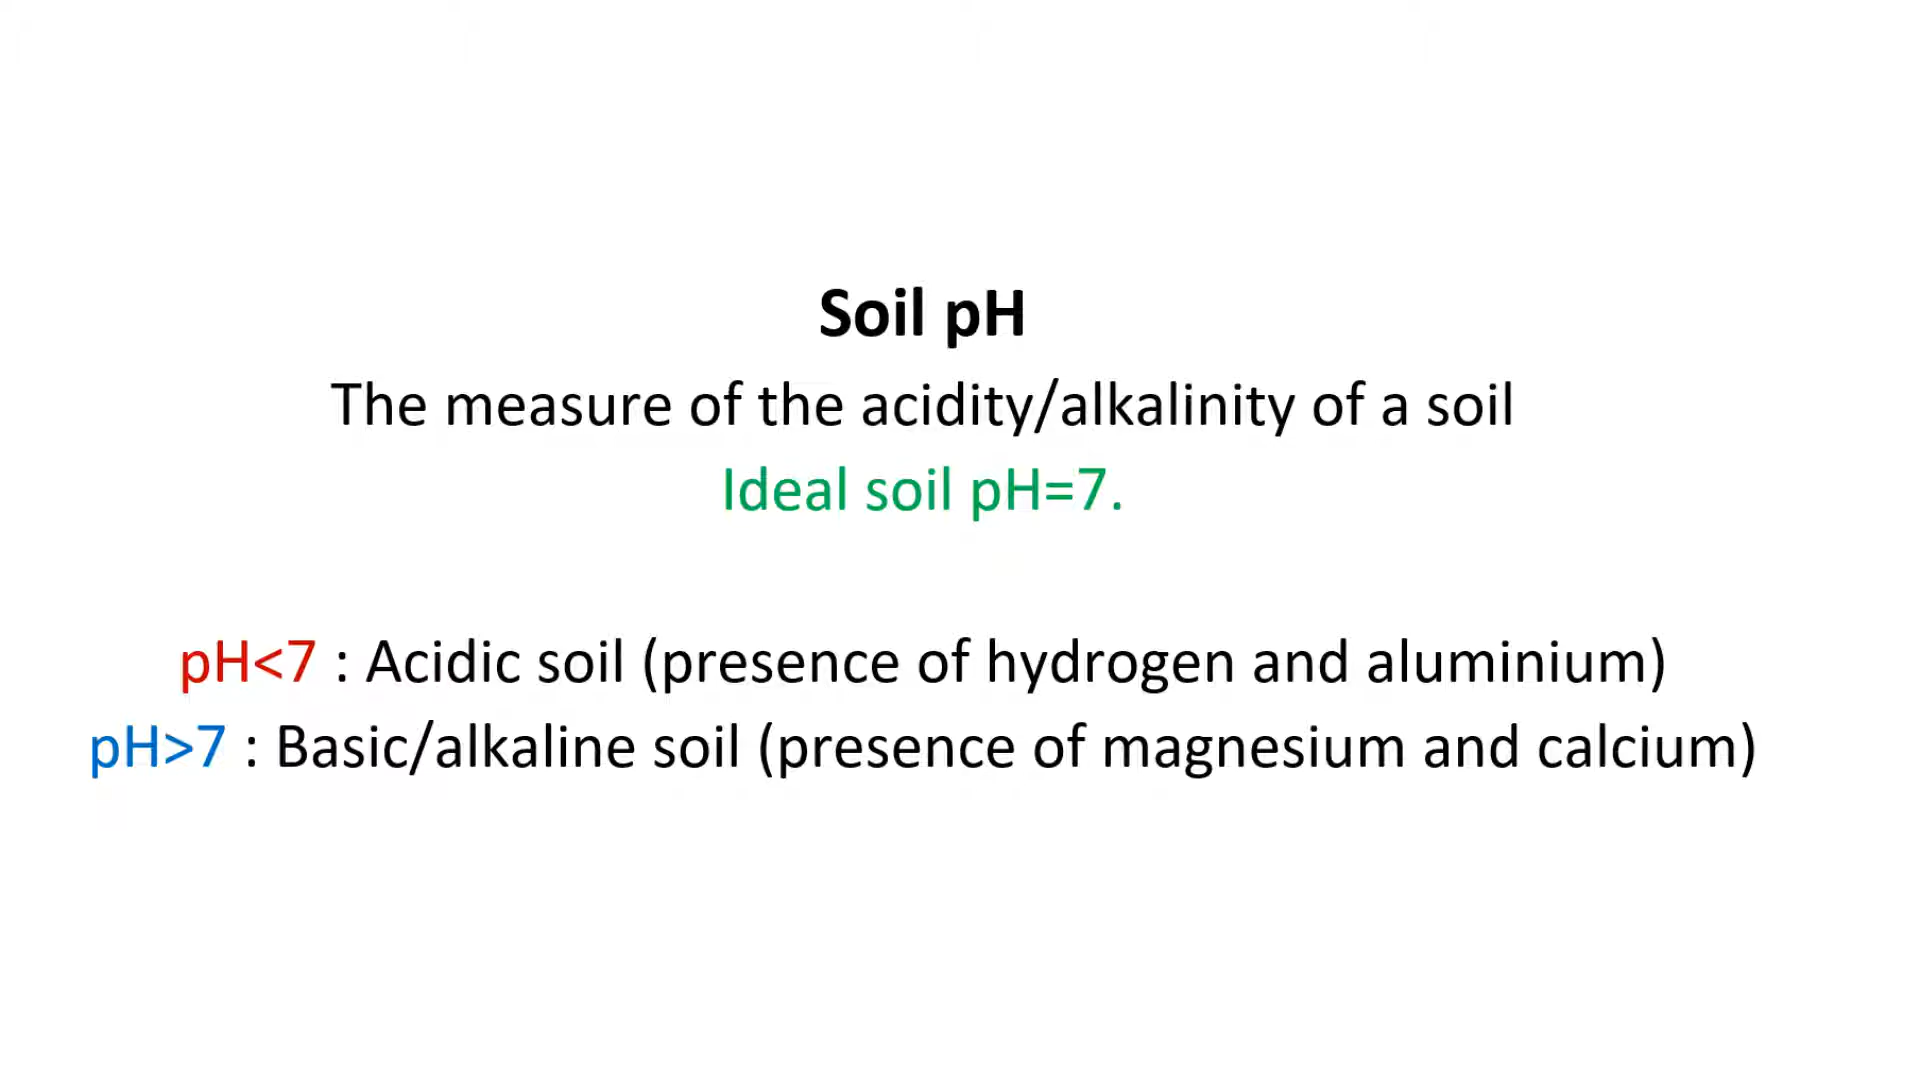 Soil pH
The measure of the acidity/alkalinity of a soil
Ideal soil pH=7.
pH<7 : Acidic soil (presence of hydrogen and aluminium)
pH>7 : Basic/alkaline soil (presence of magnesium and calcium)